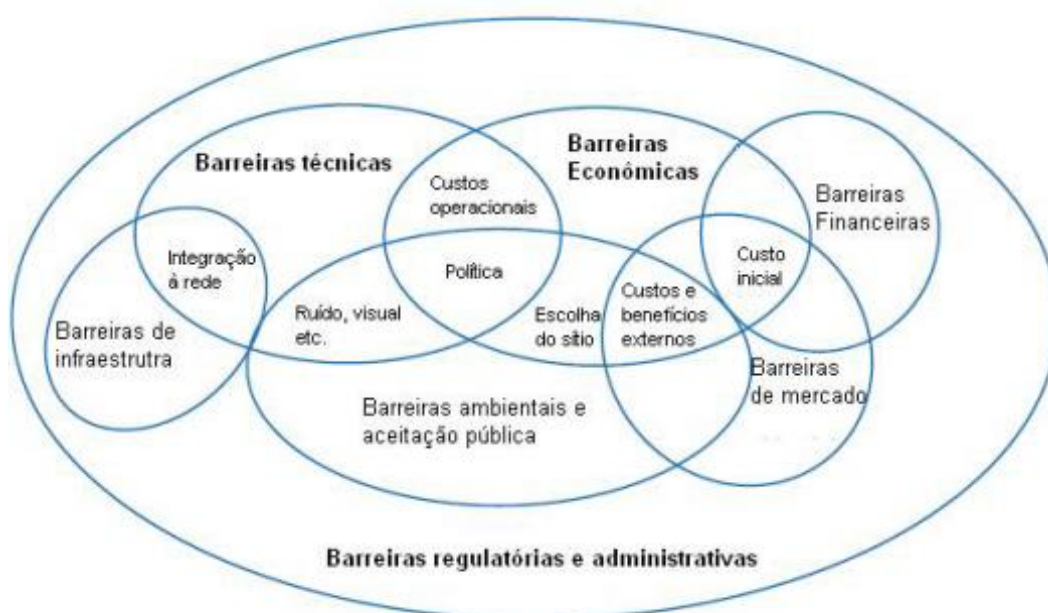 Barreiras técnicas
Barreiras
Econômicas
Custos
operacionais
Barreiras
Financeiras
Integração
à rede
Política
Custo
inicial
Ruído, visual
etc.
Escolha
do sítio
Custos e
benefícios
externos
Barreiras de
infraestrutra
Barreiras
de mercado
Barreiras ambientais e
aceitação pública
Barreiras regulatórias e administrativas